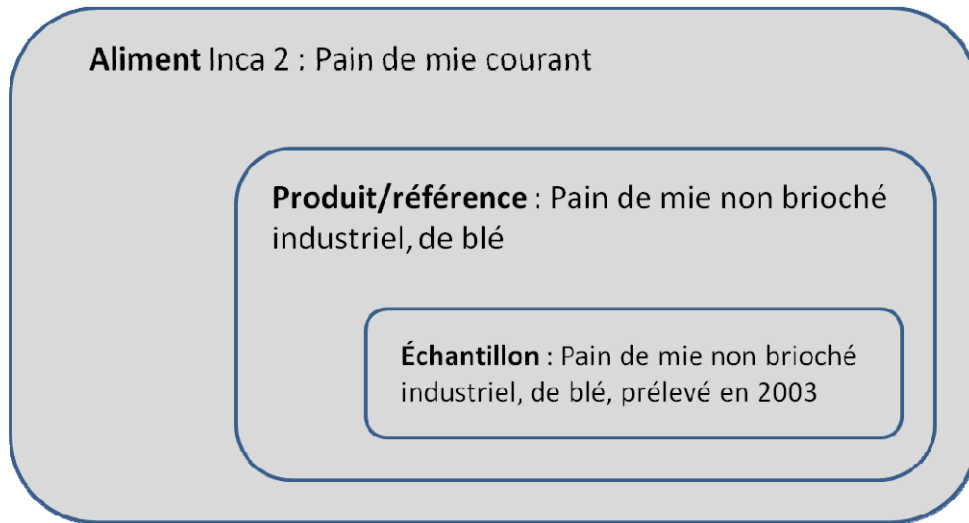 Aliment Inca 2 : Pain de mie courant
Produit/référence : Pain de mie non brioché
industriel, de blé
Échantillon : Pain de mie non brioché
industriel, de blé, prélevé en 2003